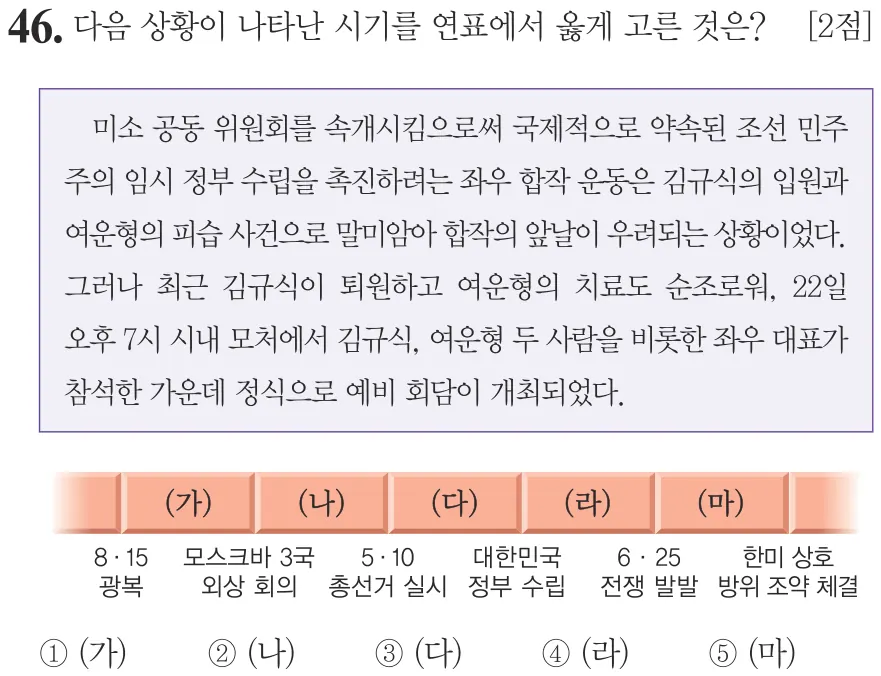 46. 다음 상황이 나타난 시기를 연표에서 옳게 고른 것은? [2점]
미소 공동 위원회를 속개시킴으로써 국제적으로 약속된 조선 민주
주의 임시 정부 수립을 촉진하려는 좌우 합작 운동은 김규식의 입원과
여운형의 피습 사건으로 말미암아 합작의 앞날이 우려되는 상황이었다.
그러나 최근 김규식이 퇴원하고 여운형의 치료도 순조로워, 22일
오후 7시 시내 모처에서 김규식, 여운형 두 사람을 비롯한 좌우 대표가
참석한 가운데 정식으로 예비 회담이 개최되었다.
(가) (나) (다) (라) (마)
8·15 모스크바 3국 5·10 대한민국 6·25 한미 상호
광복 외상 회의 총선거 실시 정부 수립 전쟁 발발 방위 조약 체결
① (가) ② (나) ③ (다) ④ (라) ⑤ (마)